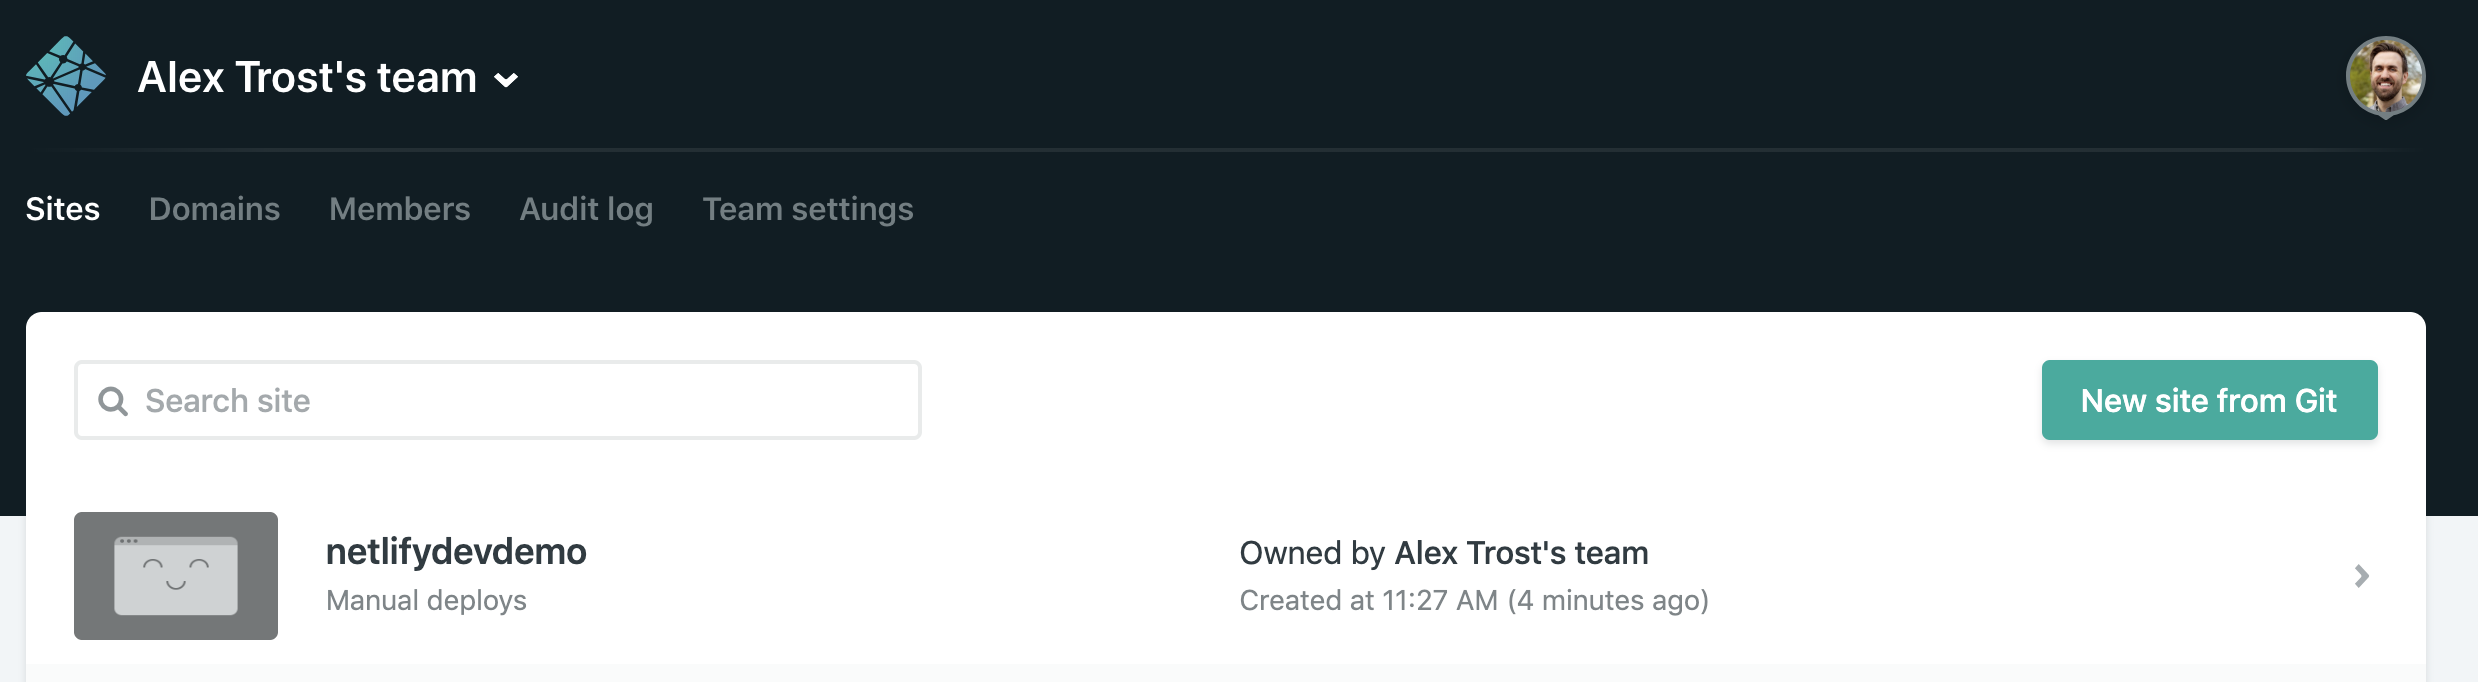 Alex Trost's team
Sites Domains Members Audit log Team settings
Search site
New site from Git
netlifydevdemo
Manual deploys
Owned by Alex Trost's team
Created at 11:27 AM (4 minutes ago)